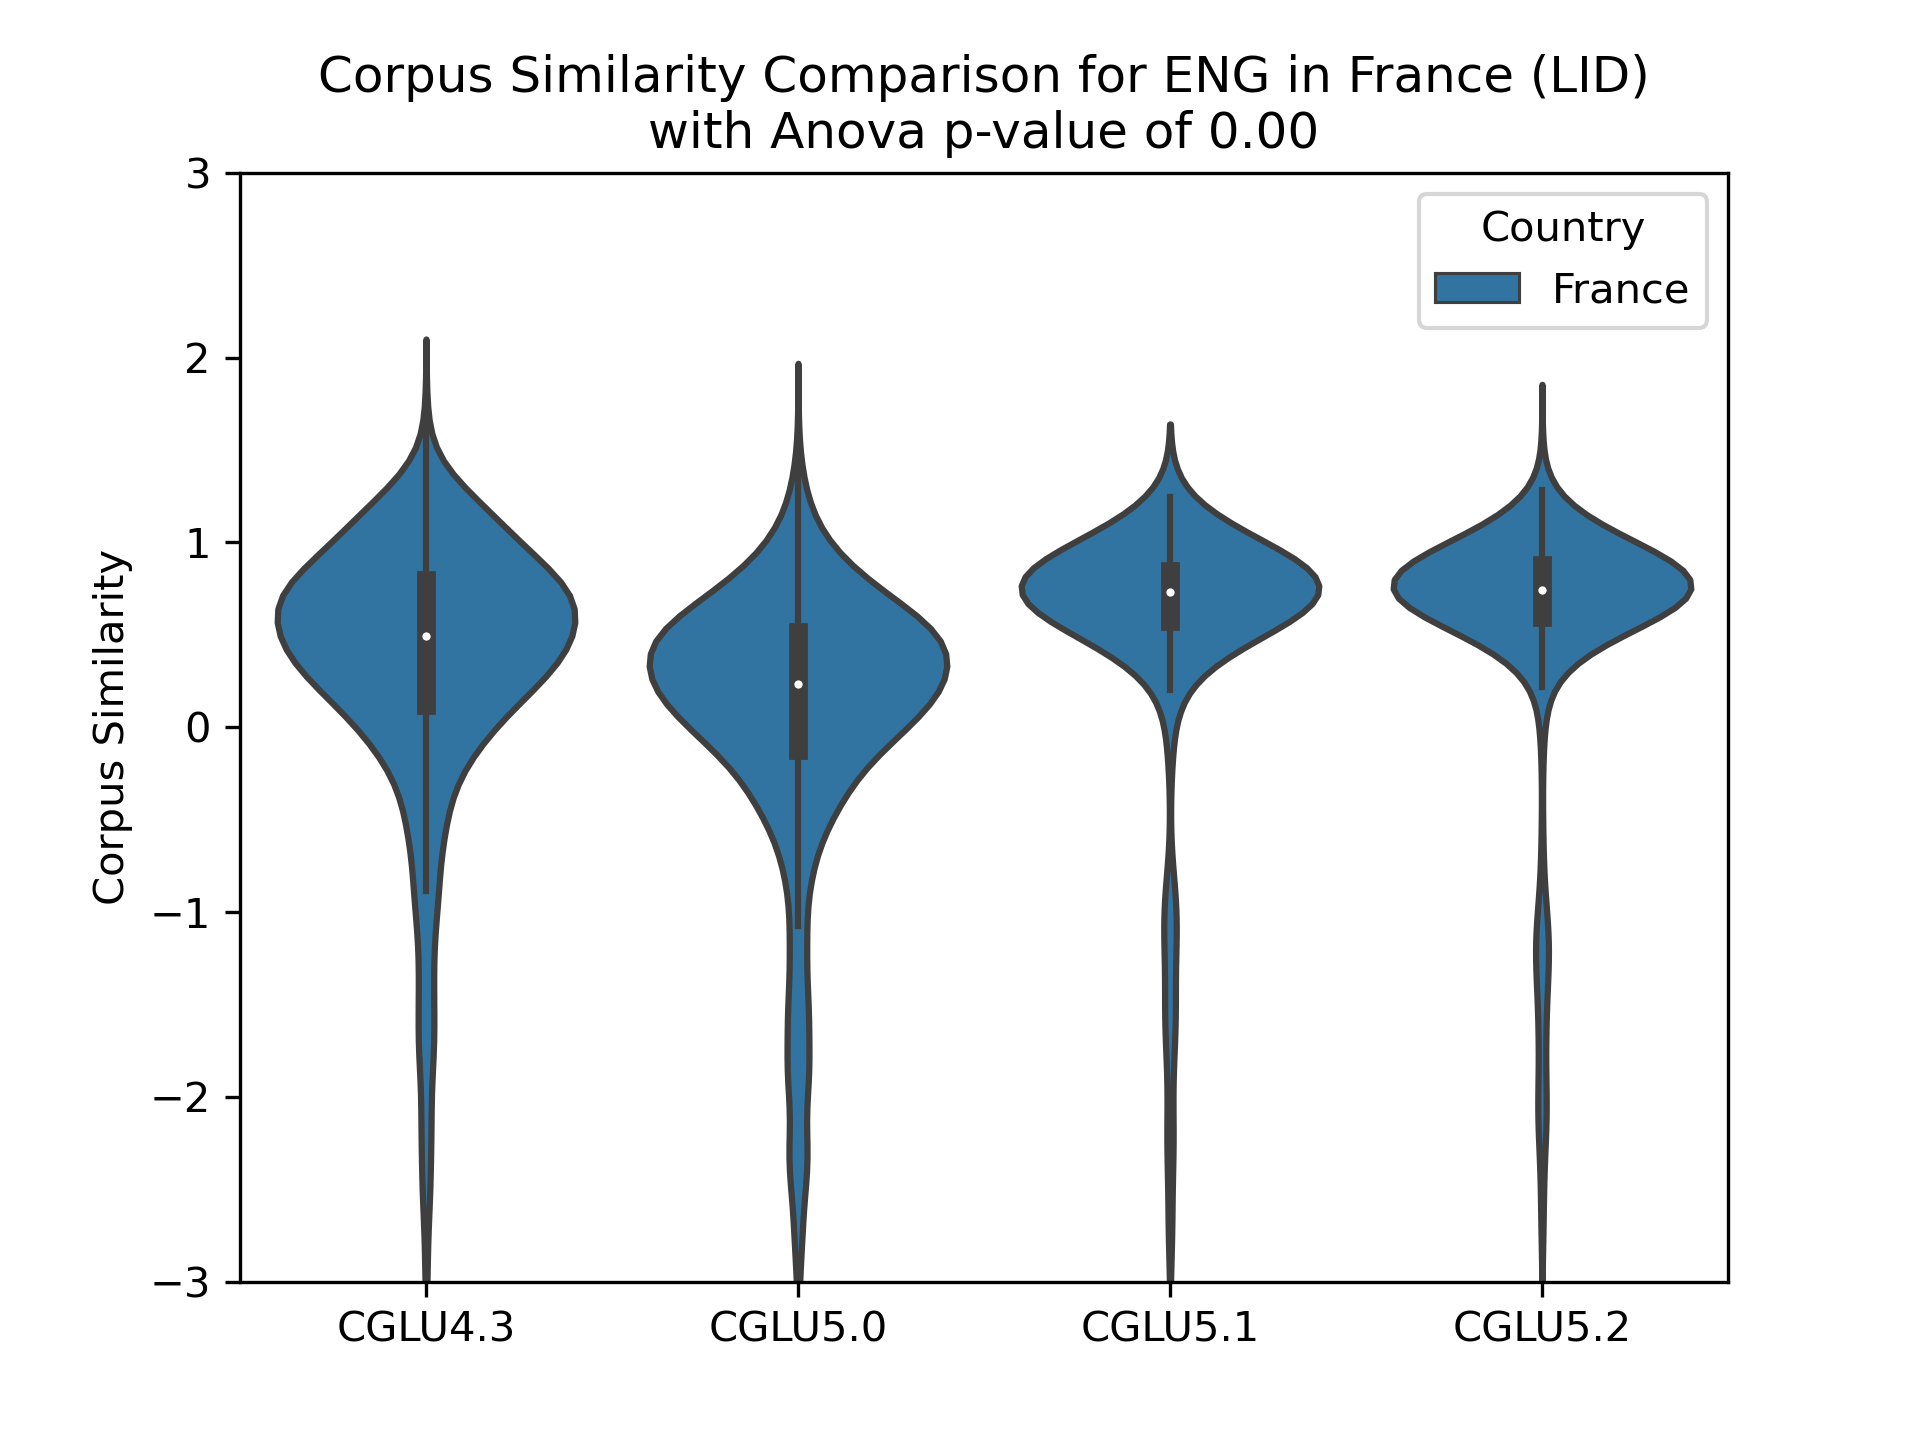 Corpus Similarity Comparison for ENG in France (LID)
with Anova p-value of 0.00
Country
France
Corpus Similarity
3
2
1
0
−1
−2
−3
CGLU4.3 CGLU5.0 CGLU5.1 CGLU5.2